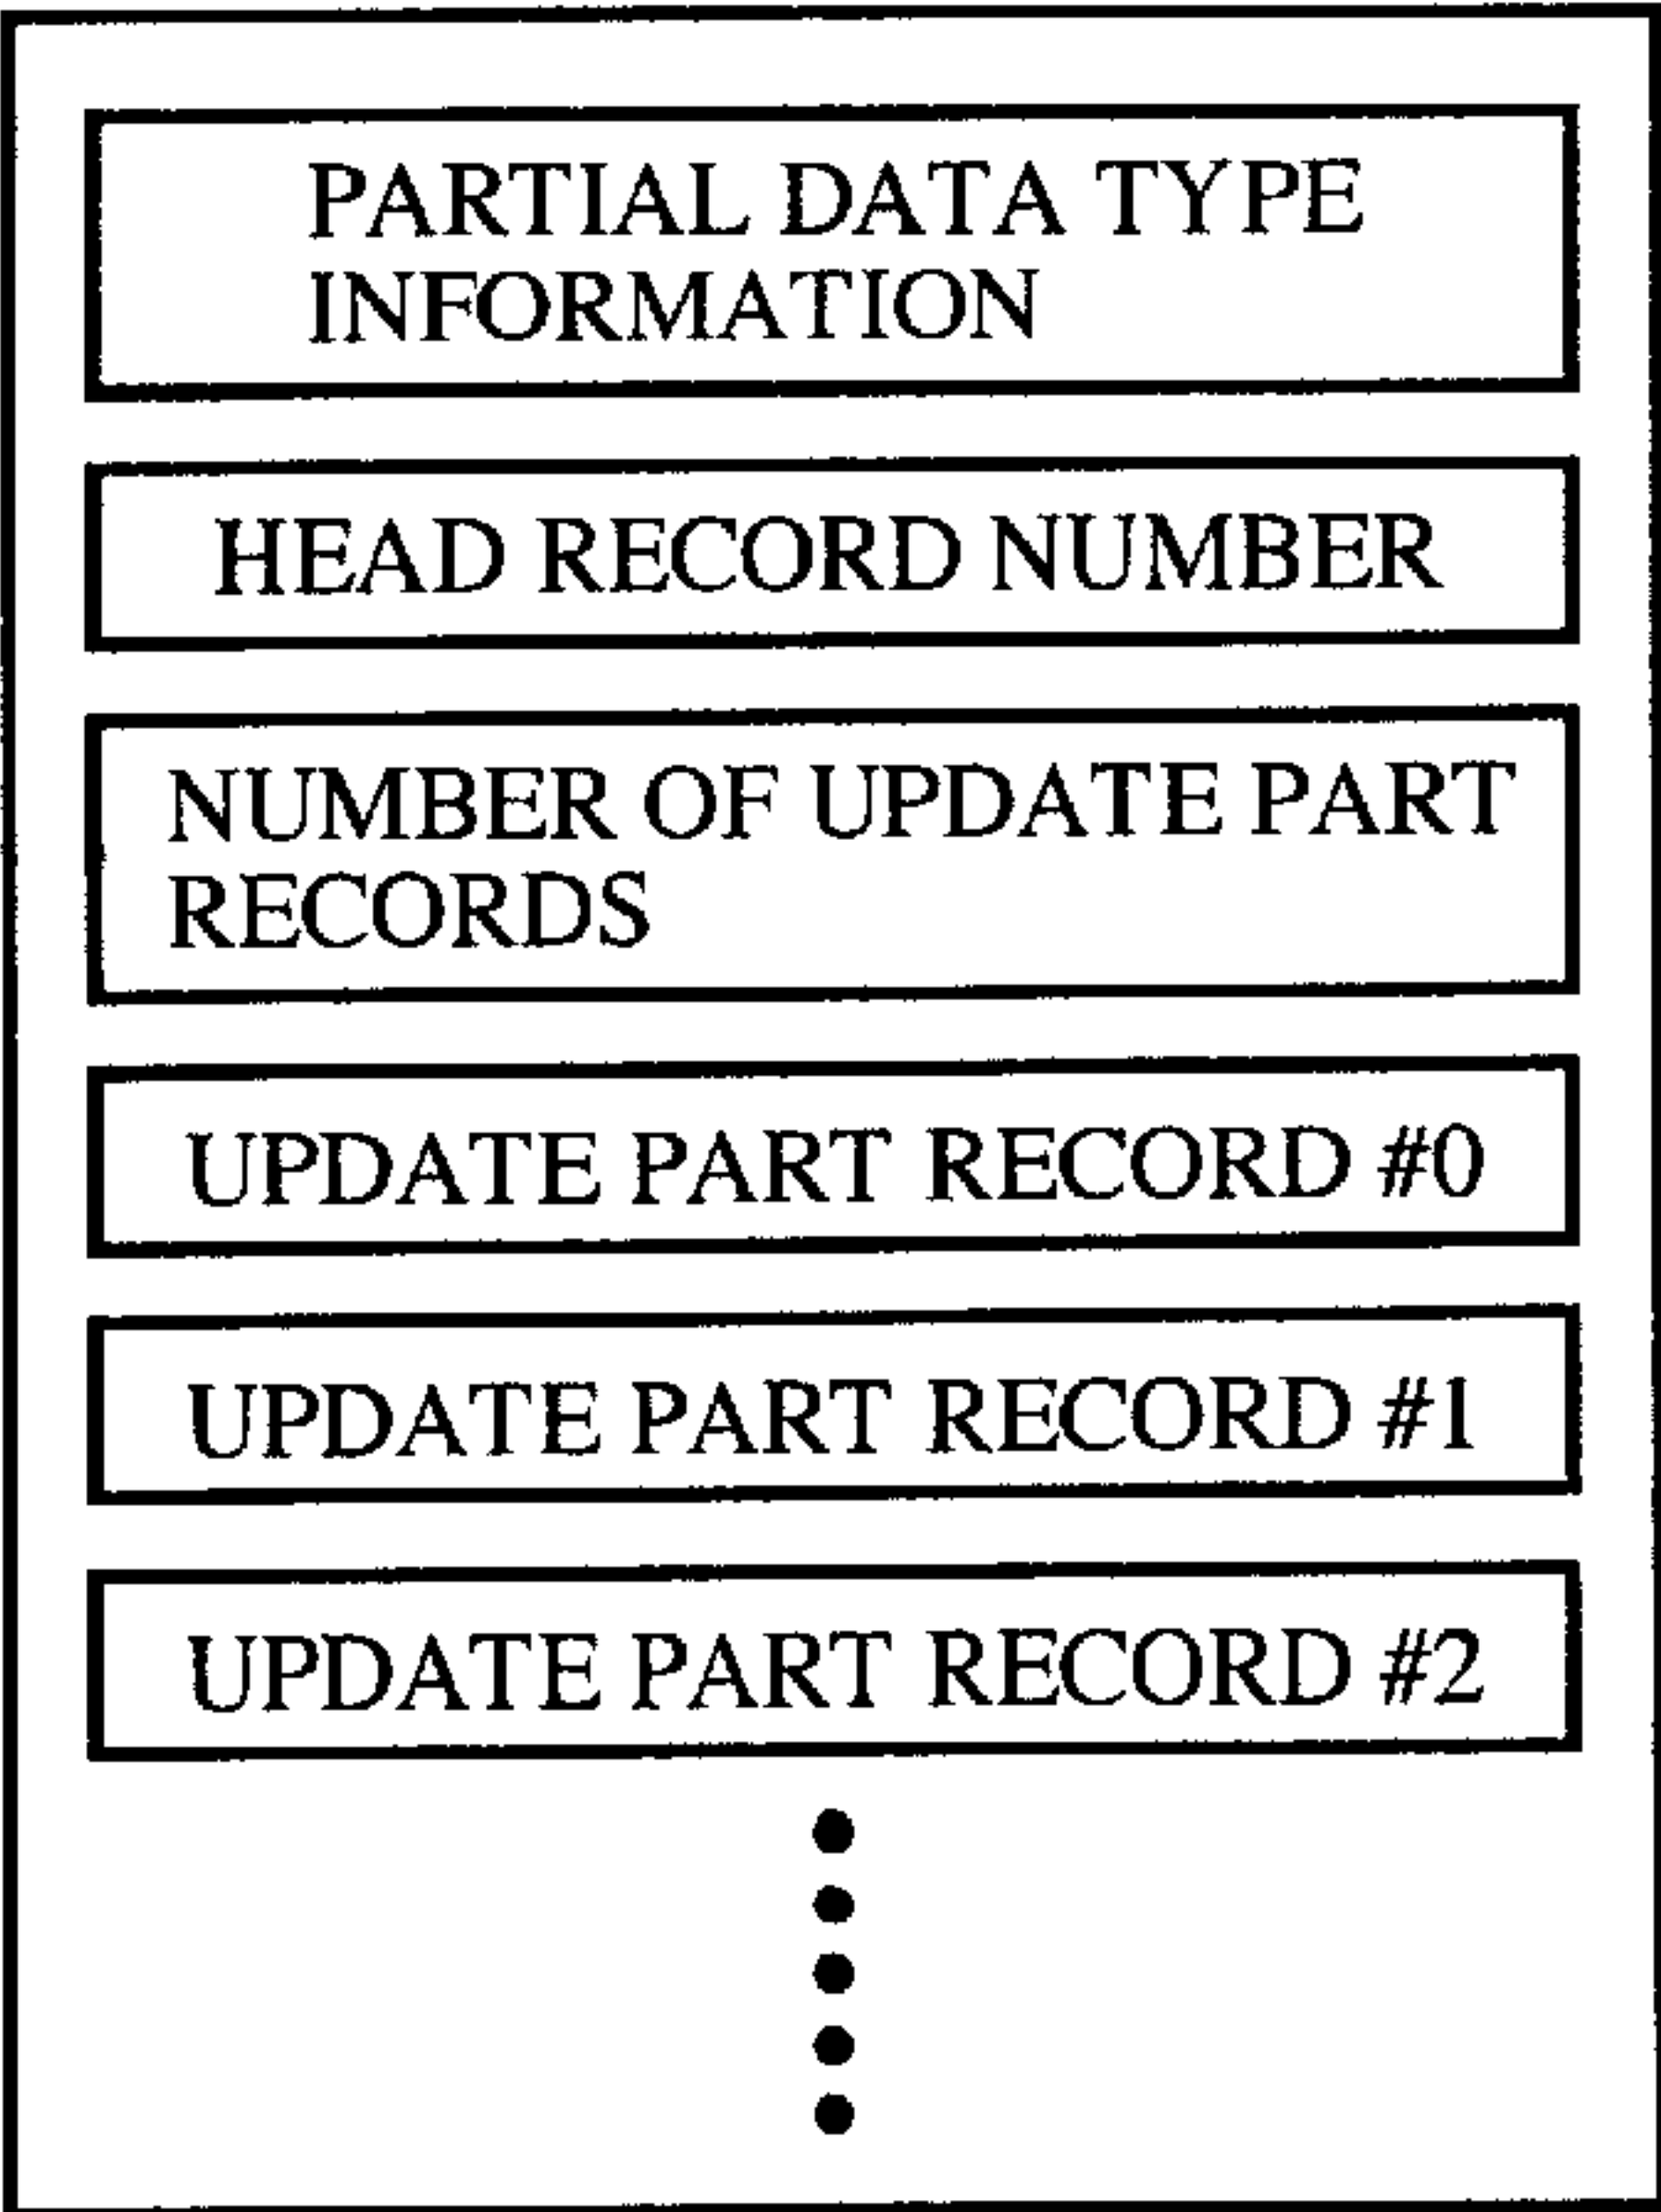 PARTIAL DATA TYPE
INFORMATION
HEAD RECORD NUMBER
NUMBER OF UPDATE PART
RECORDS
UPDATE PART RECORD #0
UPDATE PART RECORD #1
UPDATE PART RECORD #2